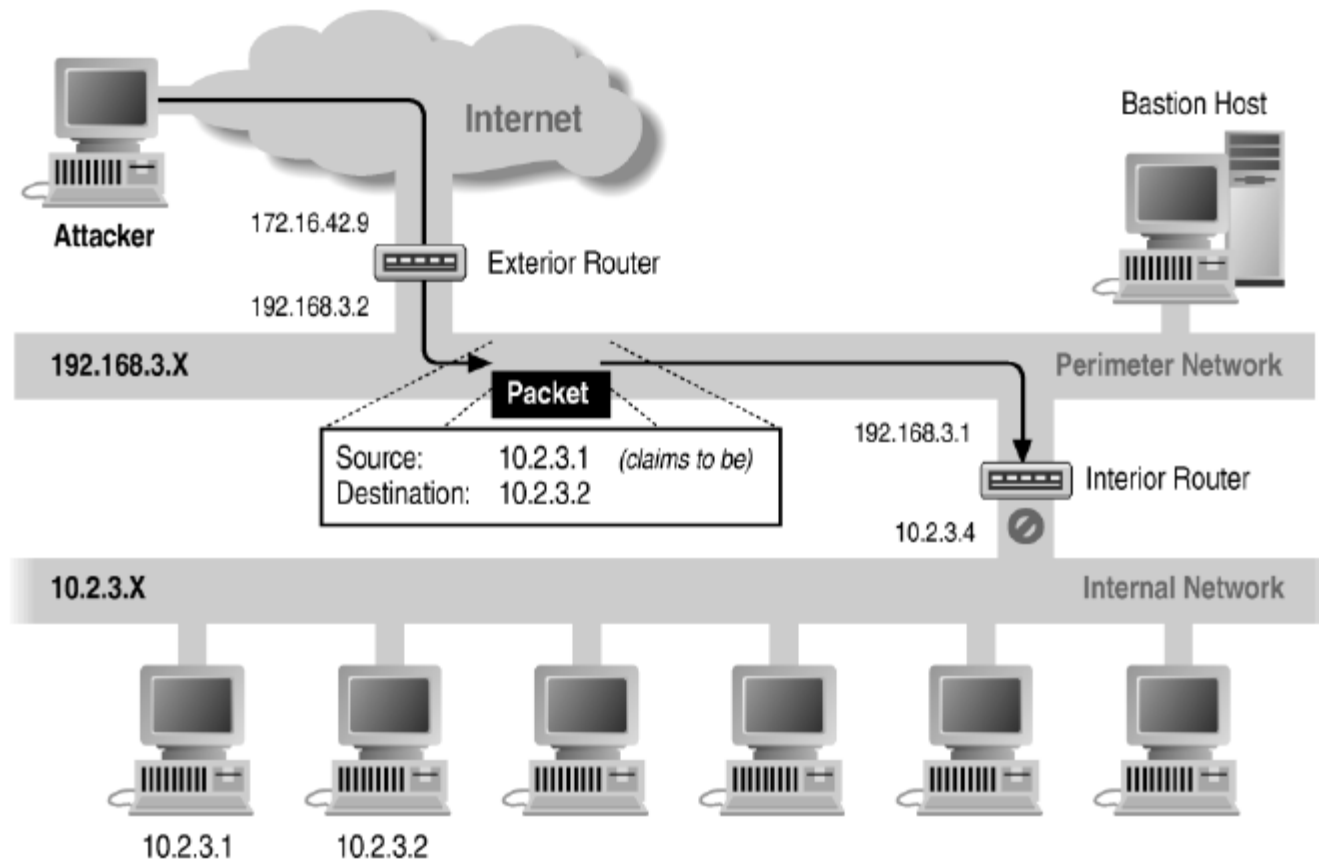 Internet
Bastion Host
Attacker
172.16.42.9
Exterior Router
192.168.3.2
192.168.3.X
Perimeter Network
Packet
Source: 10.2.3.1 (claims to be)
Destination: 10.2.3.2
192.168.3.1
Interior Router
10.2.3.4
10.2.3.X
Internal Network
10.2.3.1
10.2.3.2